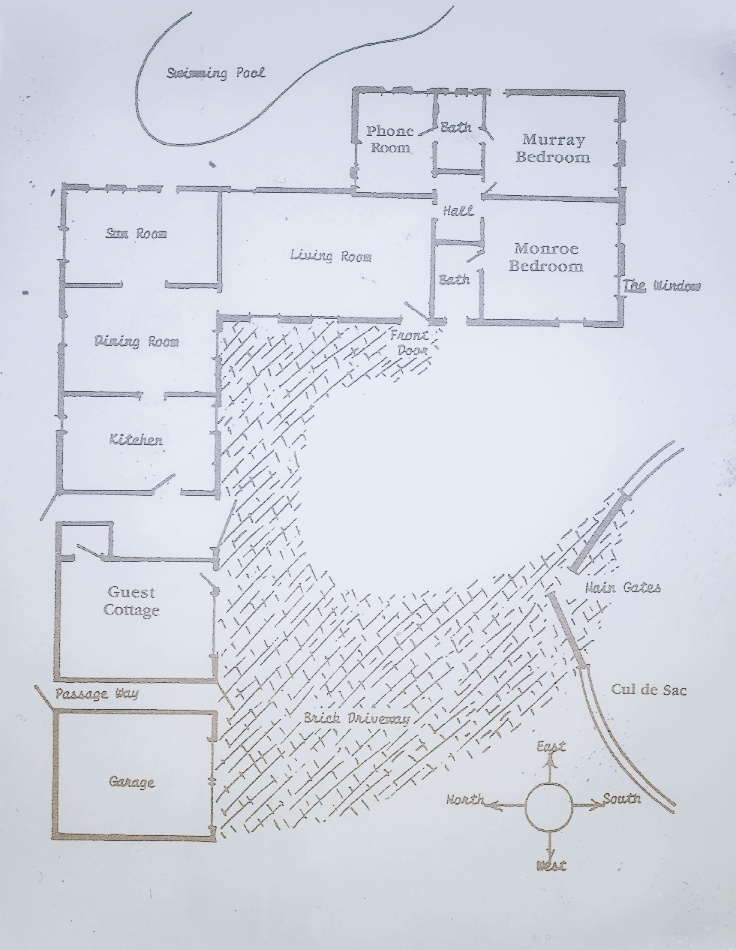 Swimming Pool
Phone
Room
Bath
Murray
Bedroom
Sun Room
Living Room
Hall
Monroe
Bedroom
Bath
The Window
Dining Room
Front
Door
Kitchen
Guest
Cottage
Main Gates
Passage Way
Cul de Sac
Brick Driveway
Garage
East
North
South
West